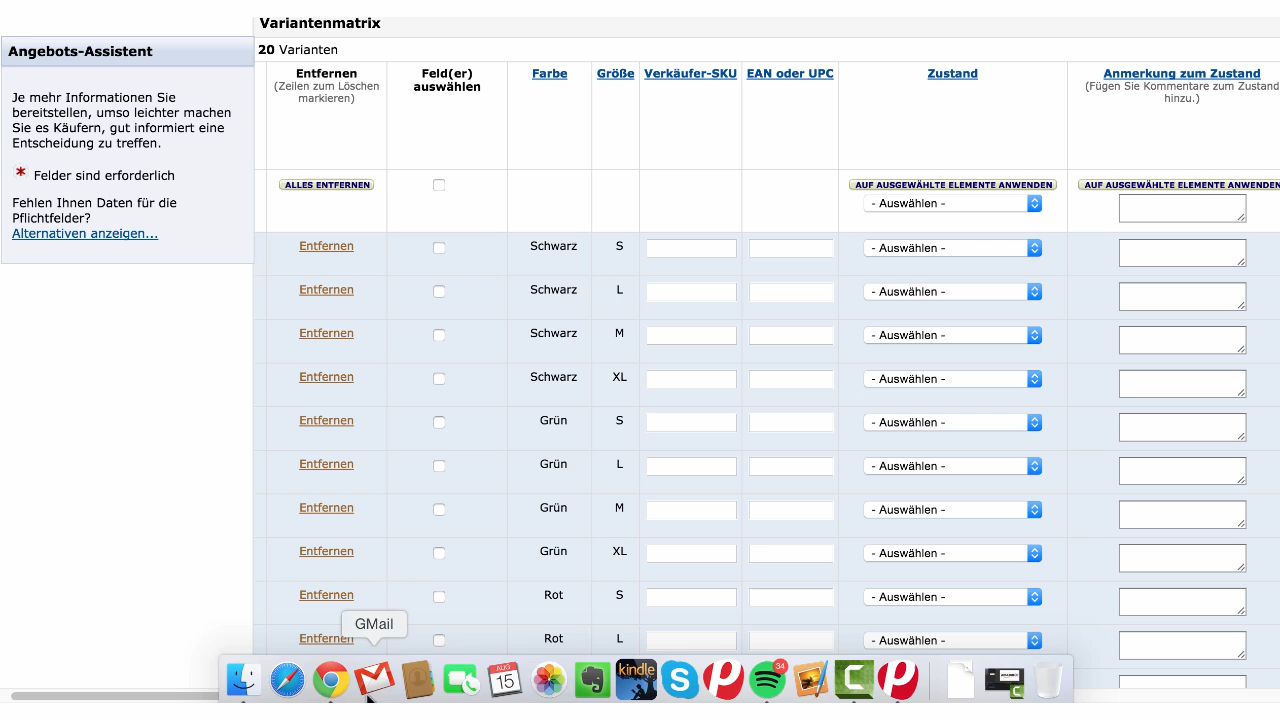 Variantenmatrix
Angebots-Assistent
20 Varianten
Je mehr Informationen Sie
bereitstellen, umso leichter machen
Sie es Käufern, gut informiert eine
Entscheidung zu treffen.
* Felder sind erforderlich
Fehlen Ihnen Daten für die
Pflichtfelder?
Alternativen anzeigen...
Entfernen
(Zeilen zum Löschen
markieren)
Feld(er)
auswählen
Farbe
Größe
Verkäufer-SKU
EAN oder UPC
Zustand
Anmerkung zum Zustand
(Fügen Sie Kommentare zum Zustand
hinzu.)
ALLES ENTFERNEN
AUF AUSGEWÄHLTE ELEMENTE ANWENDEN
- Auswählen -
AUF AUSGEWÄHLTE ELEMENTE ANWENDEN
Entfernen Schwarz S - Auswählen -
Entfernen Schwarz L - Auswählen -
Entfernen Schwarz M - Auswählen -
Entfernen Schwarz XL - Auswählen -
Entfernen Grün S - Auswählen -
Entfernen Grün L - Auswählen -
Entfernen Grün M - Auswählen -
Entfernen Grün XL - Auswählen -
Entfernen Rot S - Auswählen -
Entfernen Rot L - Auswählen -
GMail
AUG
15
kindle
34